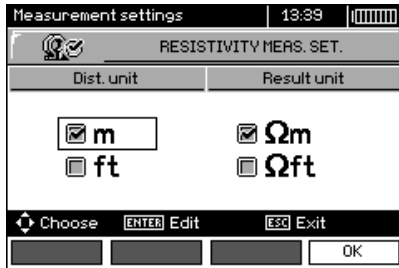 Measurement settings 13:39
RESISTIVITY MEAS. SET.
Dist. unit Result unit
m Ωm
ft Ωft
Choose ENTER Edit ESC Exit
OK